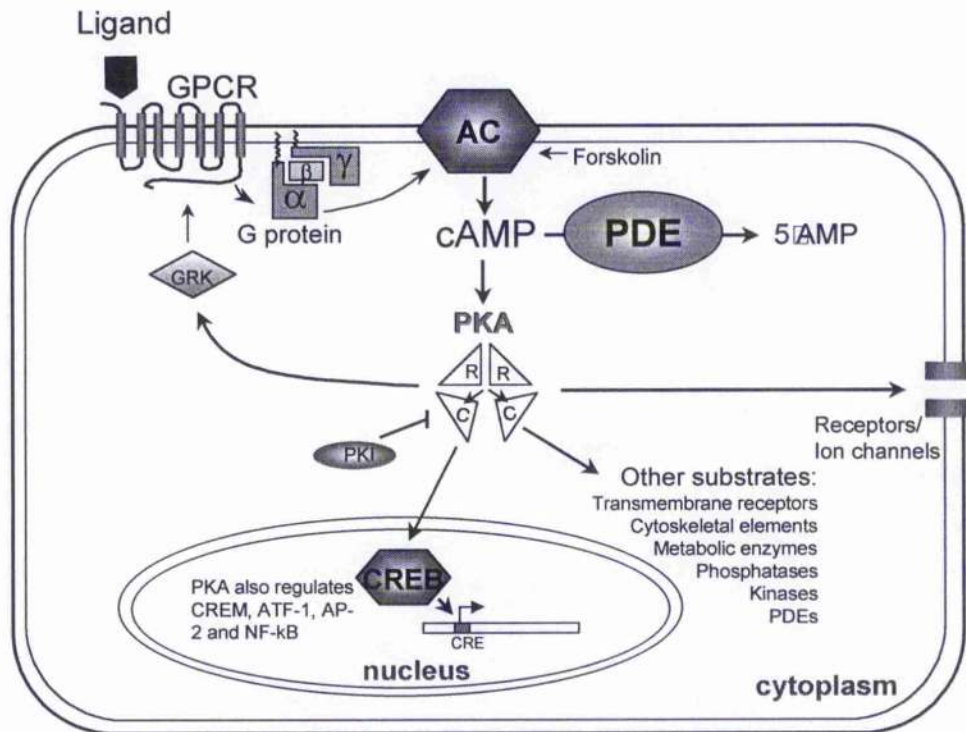 Ligand
GPCR
AC
Forskolin
γ
β
α
G protein
cAMP
PDE
AMP
GRK
PKA
R
R
C
C
PKI
Receptors/
Ion channels
Other substrates:
Transmembrane receptors
Cytoskeletal elements
Metabolic enzymes
Phosphatases
Kinases
PDEs
CREB
PKA also regulates
CREM, ATF-1, AP-
2 and NF-kB
CRE
nucleus
cytoplasm